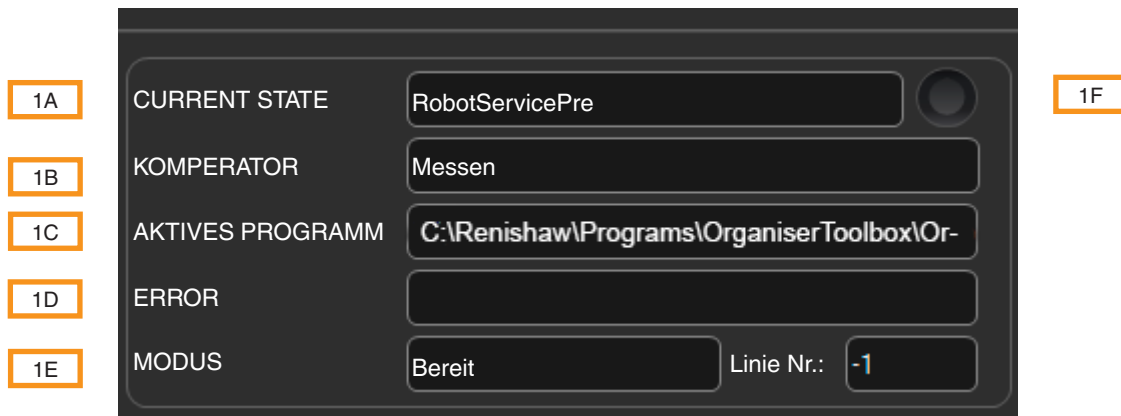 1A CURRENT STATE RobotServicePre 1F
1B KOMPERATOR Messen
1C AKTIVES PROGRAMM C:\Renishaw\Programs\OrganiserToolbox\Or-
1D ERROR
1E MODUS Bereit Linie Nr.: -1